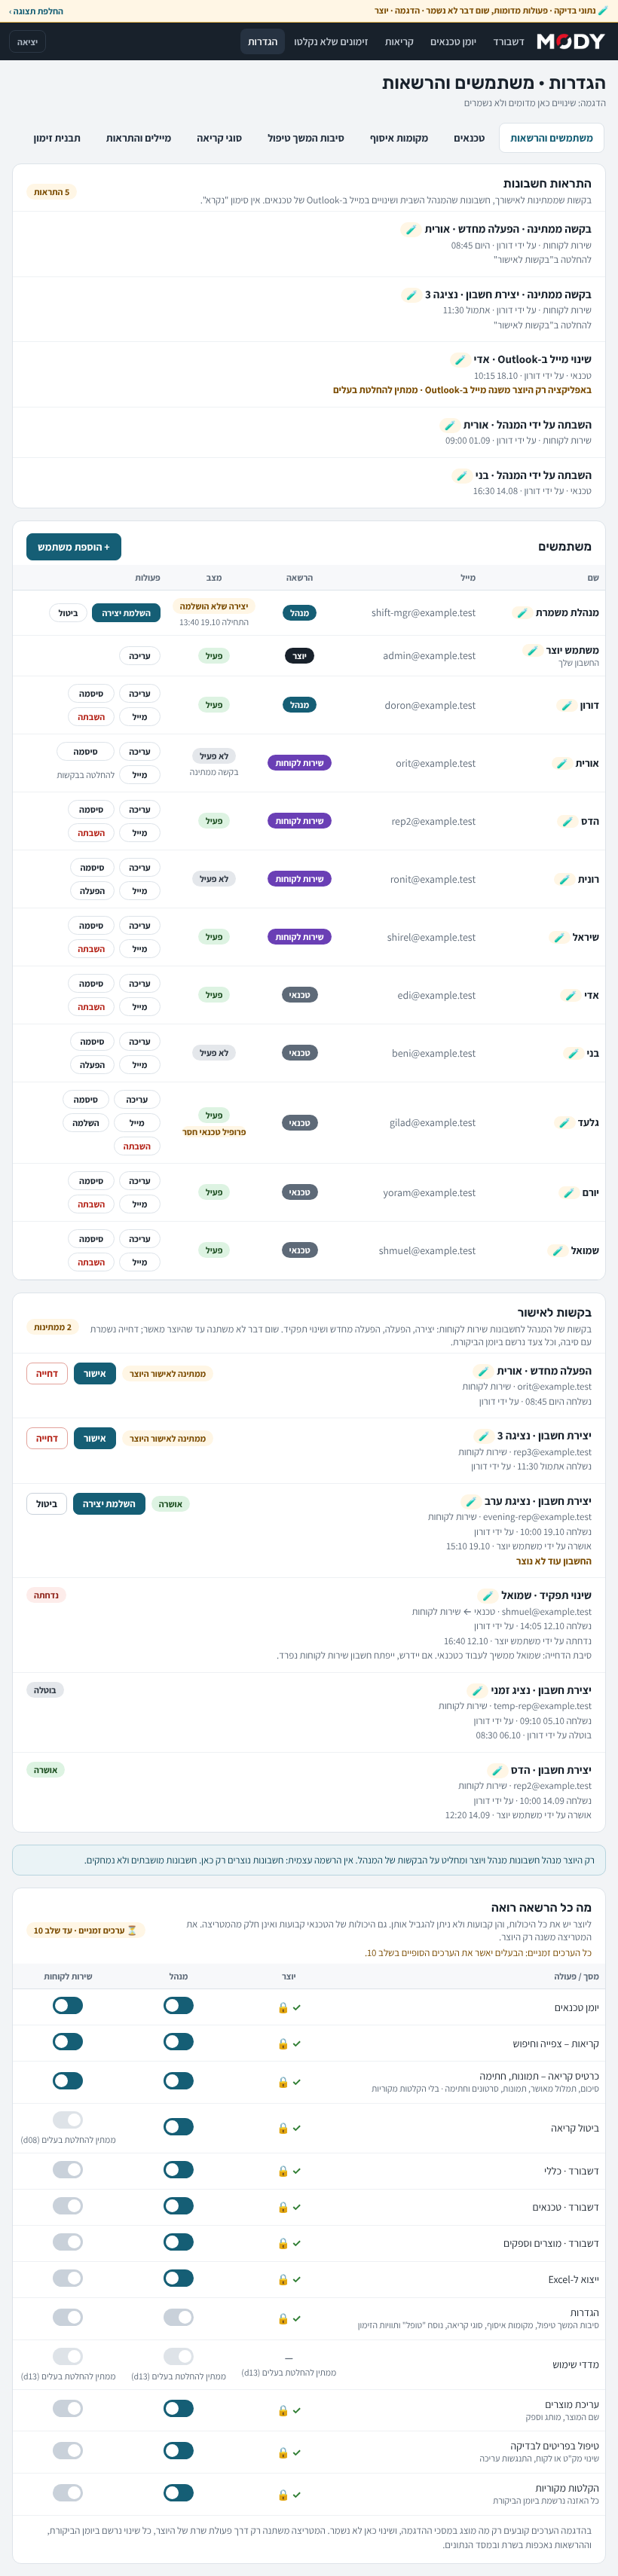 🧪 נתוני בדיקה · פעולות מדומות, שום דבר לא נשמר · הדגמה: יוצר
החלפת תצוגה ›
MODY
דשבורד
יומן טכנאים
קריאות
זימונים שלא נקלטו
הגדרות
יציאה
הגדרות • משתמשים והרשאות
הדגמה: שינויים כאן מדומים ולא נשמרים
משתמשים והרשאות
טכנאים
מקומות איסוף
סיבות המשך טיפול
סוגי קריאה
מיילים והתראות
תבנית זימון
התראות חשבונות
5 התראות
בקשות שממתינות לאישורך, חשבונות שהמנהל השבית ושינויים במייל ב-Outlook של טכנאים. אין סימון "נקרא".
בקשה ממתינה · הפעלה מחדש · אורית 🧪
שירות לקוחות · על ידי דורון · היום 08:45
להחלטה ב"בקשות לאישור"
בקשה ממתינה · יצירת חשבון · נציגה 3 🧪
שירות לקוחות · על ידי דורון · אתמול 11:30
להחלטה ב"בקשות לאישור"
שינוי מייל ב-Outlook · אדי 🧪
טכנאי · על ידי דורון · 18.10 10:15
באפליקציה רק היוצר משנה מייל ב-Outlook · ממתין להחלטת בעלים
השבתה על ידי המנהל · אורית 🧪
שירות לקוחות · על ידי דורון · 01.09 09:00
השבתה על ידי המנהל · בני 🧪
טכנאי · על ידי דורון · 14.08 16:30
משתמשים
+ הוספת משתמש
שם מייל הרשאה מצב פעולות
מנהלת משמרת 🧪 shift-mgr@example.test מנהל יצירה שלא הושלמה השלמת יצירה ביטול
התחילה 19.10 13:40
משתמש יוצר 🧪 admin@example.test יוצר פעיל עריכה
החשבון שלך
דורון 🧪 doron@example.test מנהל פעיל עריכה סיסמה
מייל השבתה
אורית 🧪 orit@example.test שירות לקוחות לא פעיל עריכה סיסמה
בקשה ממתינה מייל להחלטה בבקשות
הדס 🧪 rep2@example.test שירות לקוחות פעיל עריכה סיסמה
מייל השבתה
רונית 🧪 ronit@example.test שירות לקוחות לא פעיל עריכה סיסמה
מייל הפעלה
שיראל 🧪 shirel@example.test שירות לקוחות פעיל עריכה סיסמה
מייל השבתה
אדי 🧪 edi@example.test טכנאי פעיל עריכה סיסמה
מייל השבתה
בני 🧪 beni@example.test טכנאי לא פעיל עריכה סיסמה
מייל הפעלה
גלעד 🧪 gilad@example.test טכנאי פעיל עריכה סיסמה
פרופיל טכנאי חסר מייל השלמה
השבתה
יורם 🧪 yoram@example.test טכנאי פעיל עריכה סיסמה
מייל השבתה
שמואל 🧪 shmuel@example.test טכנאי פעיל עריכה סיסמה
מייל השבתה
בקשות לאישור
2 ממתינות
בקשות של המנהל לחשבונות שירות לקוחות: יצירה, הפעלה, הפעלה מחדש ושינוי תפקיד. שום דבר לא משתנה עד שהיוצר מאשר; דחייה נשמרת
עם סיבה, וכל צעד נרשם ביומן הביקורת.
הפעלה מחדש · אורית 🧪
ממתינה לאישור היוצר אישור דחייה
orit@example.test · שירות לקוחות
נשלחה היום 08:45 · על ידי דורון
יצירת חשבון · נציגה 3 🧪
ממתינה לאישור היוצר אישור דחייה
rep3@example.test · שירות לקוחות
נשלחה אתמול 11:30 · על ידי דורון
יצירת חשבון · נציגת ערב 🧪
אושרה השלמת יצירה ביטול
evening-rep@example.test · שירות לקוחות
נשלחה 19.10 10:00 · על ידי דורון
אושרה על ידי משתמש יוצר · 19.10 15:10
החשבון עוד לא נוצר
שינוי תפקיד · שמואל 🧪
נדחתה
shmuel@example.test · טכנאי ← שירות לקוחות
נשלחה 12.10 14:05 · על ידי דורון
נדחתה על ידי משתמש יוצר · 12.10 16:40
סיבת הדחייה: שמואל ממשיך לעבוד כטכנאי. אם יידרש, ייפתח חשבון שירות לקוחות נפרד.
יצירת חשבון · נציג זמני 🧪
בוטלה
temp-rep@example.test · שירות לקוחות
נשלחה 05.10 09:10 · על ידי דורון
בוטלה על ידי דורון · 06.10 08:30
יצירת חשבון · הדס 🧪
אושרה
rep2@example.test · שירות לקוחות
נשלחה 14.09 10:00 · על ידי דורון
אושרה על ידי משתמש יוצר · 14.09 12:20
רק היוצר מנהל חשבונות מנהל ויוצר ומחליט על הבקשות של המנהל. אין הרשמה עצמית: חשבונות נוצרים רק כאן. חשבונות מושבתים ולא נמחקים.
מה כל הרשאה רואה
⏳ ערכים זמניים · עד שלב 10
ליוצר יש את כל היכולות, והן קבועות ולא ניתן להגביל אותן. גם היכולות של הטכנאי קבועות ואינן חלק מהמטריצה. את
המטריצה משנה רק היוצר.
כל הערכים זמניים: הבעלים יאשר את הערכים הסופיים בשלב 10.
מסך / פעולה יוצר מנהל שירות לקוחות
יומן טכנאים ✓ 🔒
קריאות – צפייה וחיפוש ✓ 🔒
כרטיס קריאה – תמונות, חתימה ✓ 🔒
סיכום, תמלול מאושר, תמונות, סרטונים וחתימה · בלי הקלטות מקוריות
ביטול קריאה ✓ 🔒
ממתין להחלטת בעלים (d08)
דשבורד · כללי ✓ 🔒
דשבורד · טכנאים ✓ 🔒
דשבורד · מוצרים וספקים ✓ 🔒
ייצוא ל-Excel ✓ 🔒
הגדרות ✓ 🔒
סיבות המשך טיפול, מקומות איסוף, סוגי קריאה, נוסח "טופל" ותוויות הזימון
מדדי שימוש —
ממתין להחלטת בעלים (d13) ממתין להחלטת בעלים (d13) ממתין להחלטת בעלים (d13)
עריכת מוצרים ✓ 🔒
שם המוצר, מותג וספק
טיפול בפריטים לבדיקה ✓ 🔒
שינוי מק"ט או לקוח, התנגשות עריכה
הקלטות מקוריות ✓ 🔒
כל האזנה נרשמת ביומן הביקורת
בהדגמה הערכים קובעים רק מה מוצג במסכי ההדגמה, ושינוי כאן לא נשמר. המטריצה משתנה רק דרך פעולת שרת של היוצר, כל שינוי נרשם ביומן הביקורת,
וההרשאות נאכפות בשרת ובמסד הנתונים.